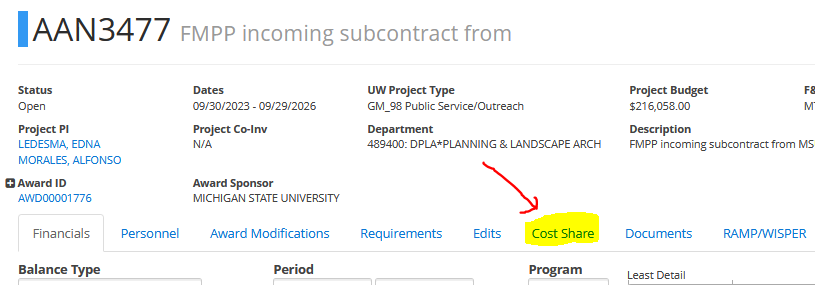 AAN3477 FMPP incoming subcontract from
Status Dates UW Project Type Project Budget F&
Open 09/30/2023 - 09/29/2026 GM_98 Public Service/Outreach $216,058.00 MT
Project PI Project Co-Inv Department Description
LEDESMA, EDNA N/A 489400: DPLA*PLANNING & LANDSCAPE ARCH FMPP incoming subcontract from MS
MORALES, ALFONSO
Award ID Award Sponsor
AWD00001776 MICHIGAN STATE UNIVERSITY
Financials Personnel Award Modifications Requirements Edits Cost Share Documents RAMP/WISPER
Balance Type Period Program Least Detail